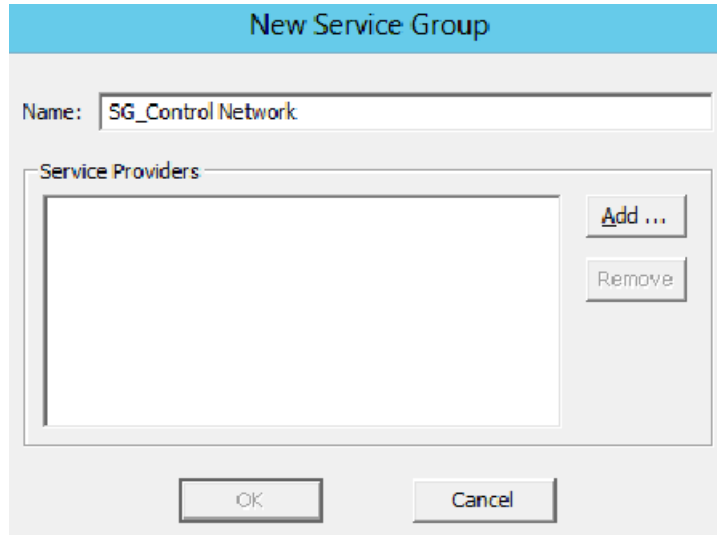 New Service Group
Name: SG_Control Network
Service Providers
Add ...
Remove
OK
Cancel